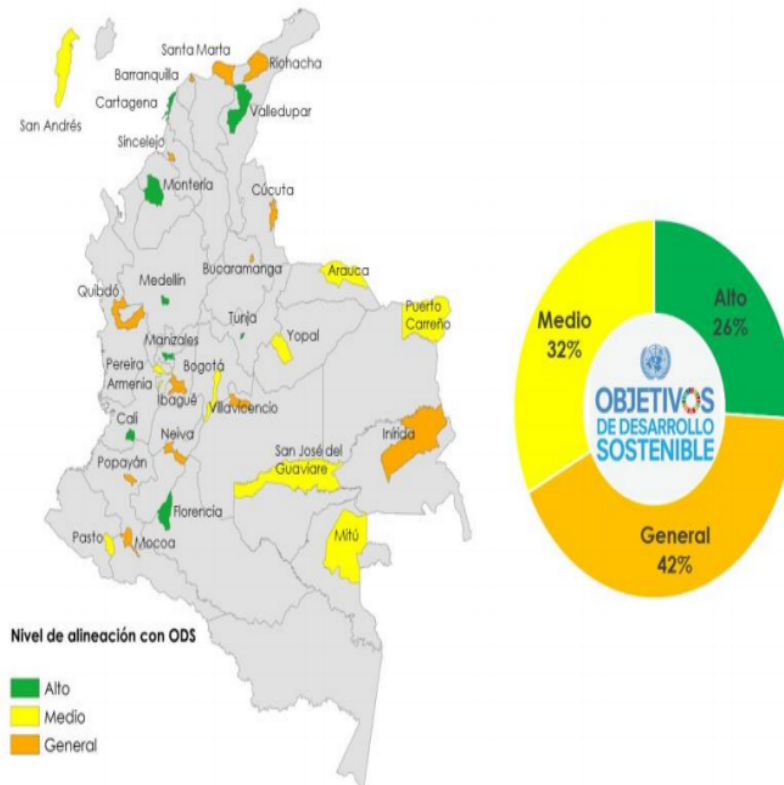 Santa Marta
Riohacha
Barranquilla
Cartagena
Valledupar
San Andrés
Sincelejo
Montería
Cúcuta
Bucaramanga
Arauca
Medellín
Quibdó
Puerto
Carreño
Tunja
Yopal
Manizales
Pereira
Bogotá
Armenia
Ibagué
Villavicencio
Cali
Neiva
Inírida
San José del
Guaviare
Popayán
Florencia
Mitú
Pasto
Mocoa
Nivel de alineación con ODS
Alto
Medio
General
Medio
32%
Alto
26%
OBJETIVOS
DE DESARROLLO
SOSTENIBLE
General
42%